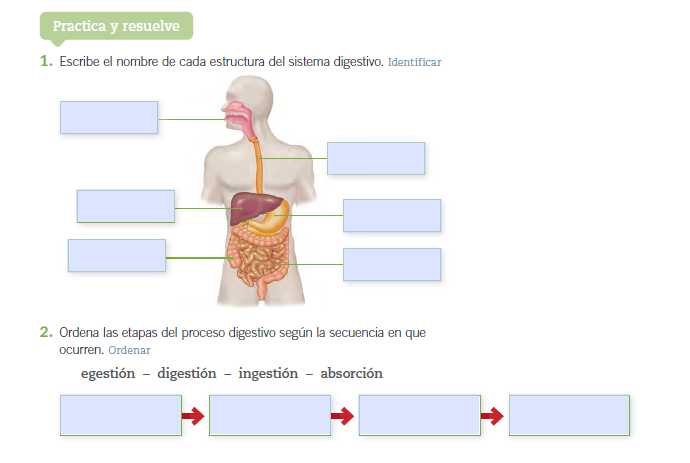 Practica y resuelve
1. Escribe el nombre de cada estructura del sistema digestivo. Identificar
2. Ordena las etapas del proceso digestivo según la secuencia en que
ocurren. Ordenar
egestión – digestión – ingestión – absorción